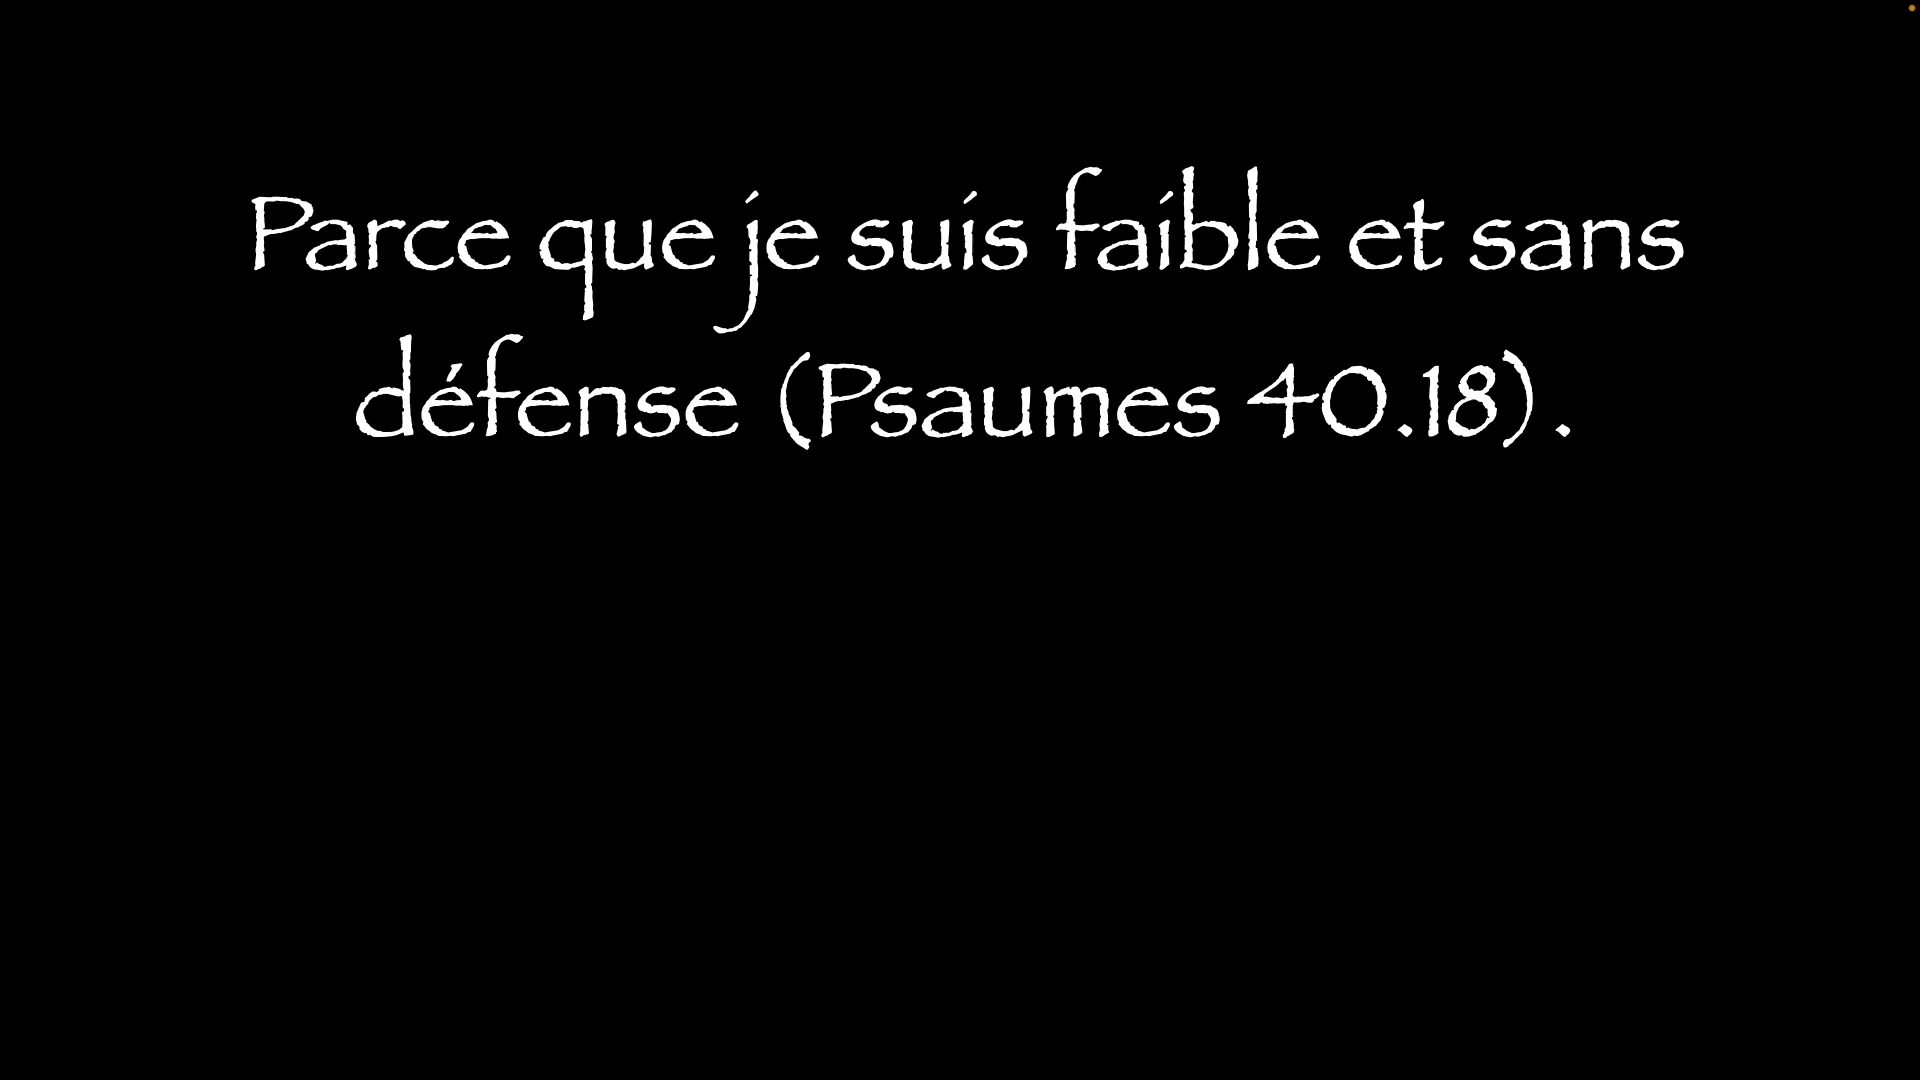 Parce que je suis faible et sans
défense (Psaumes 40.18) .